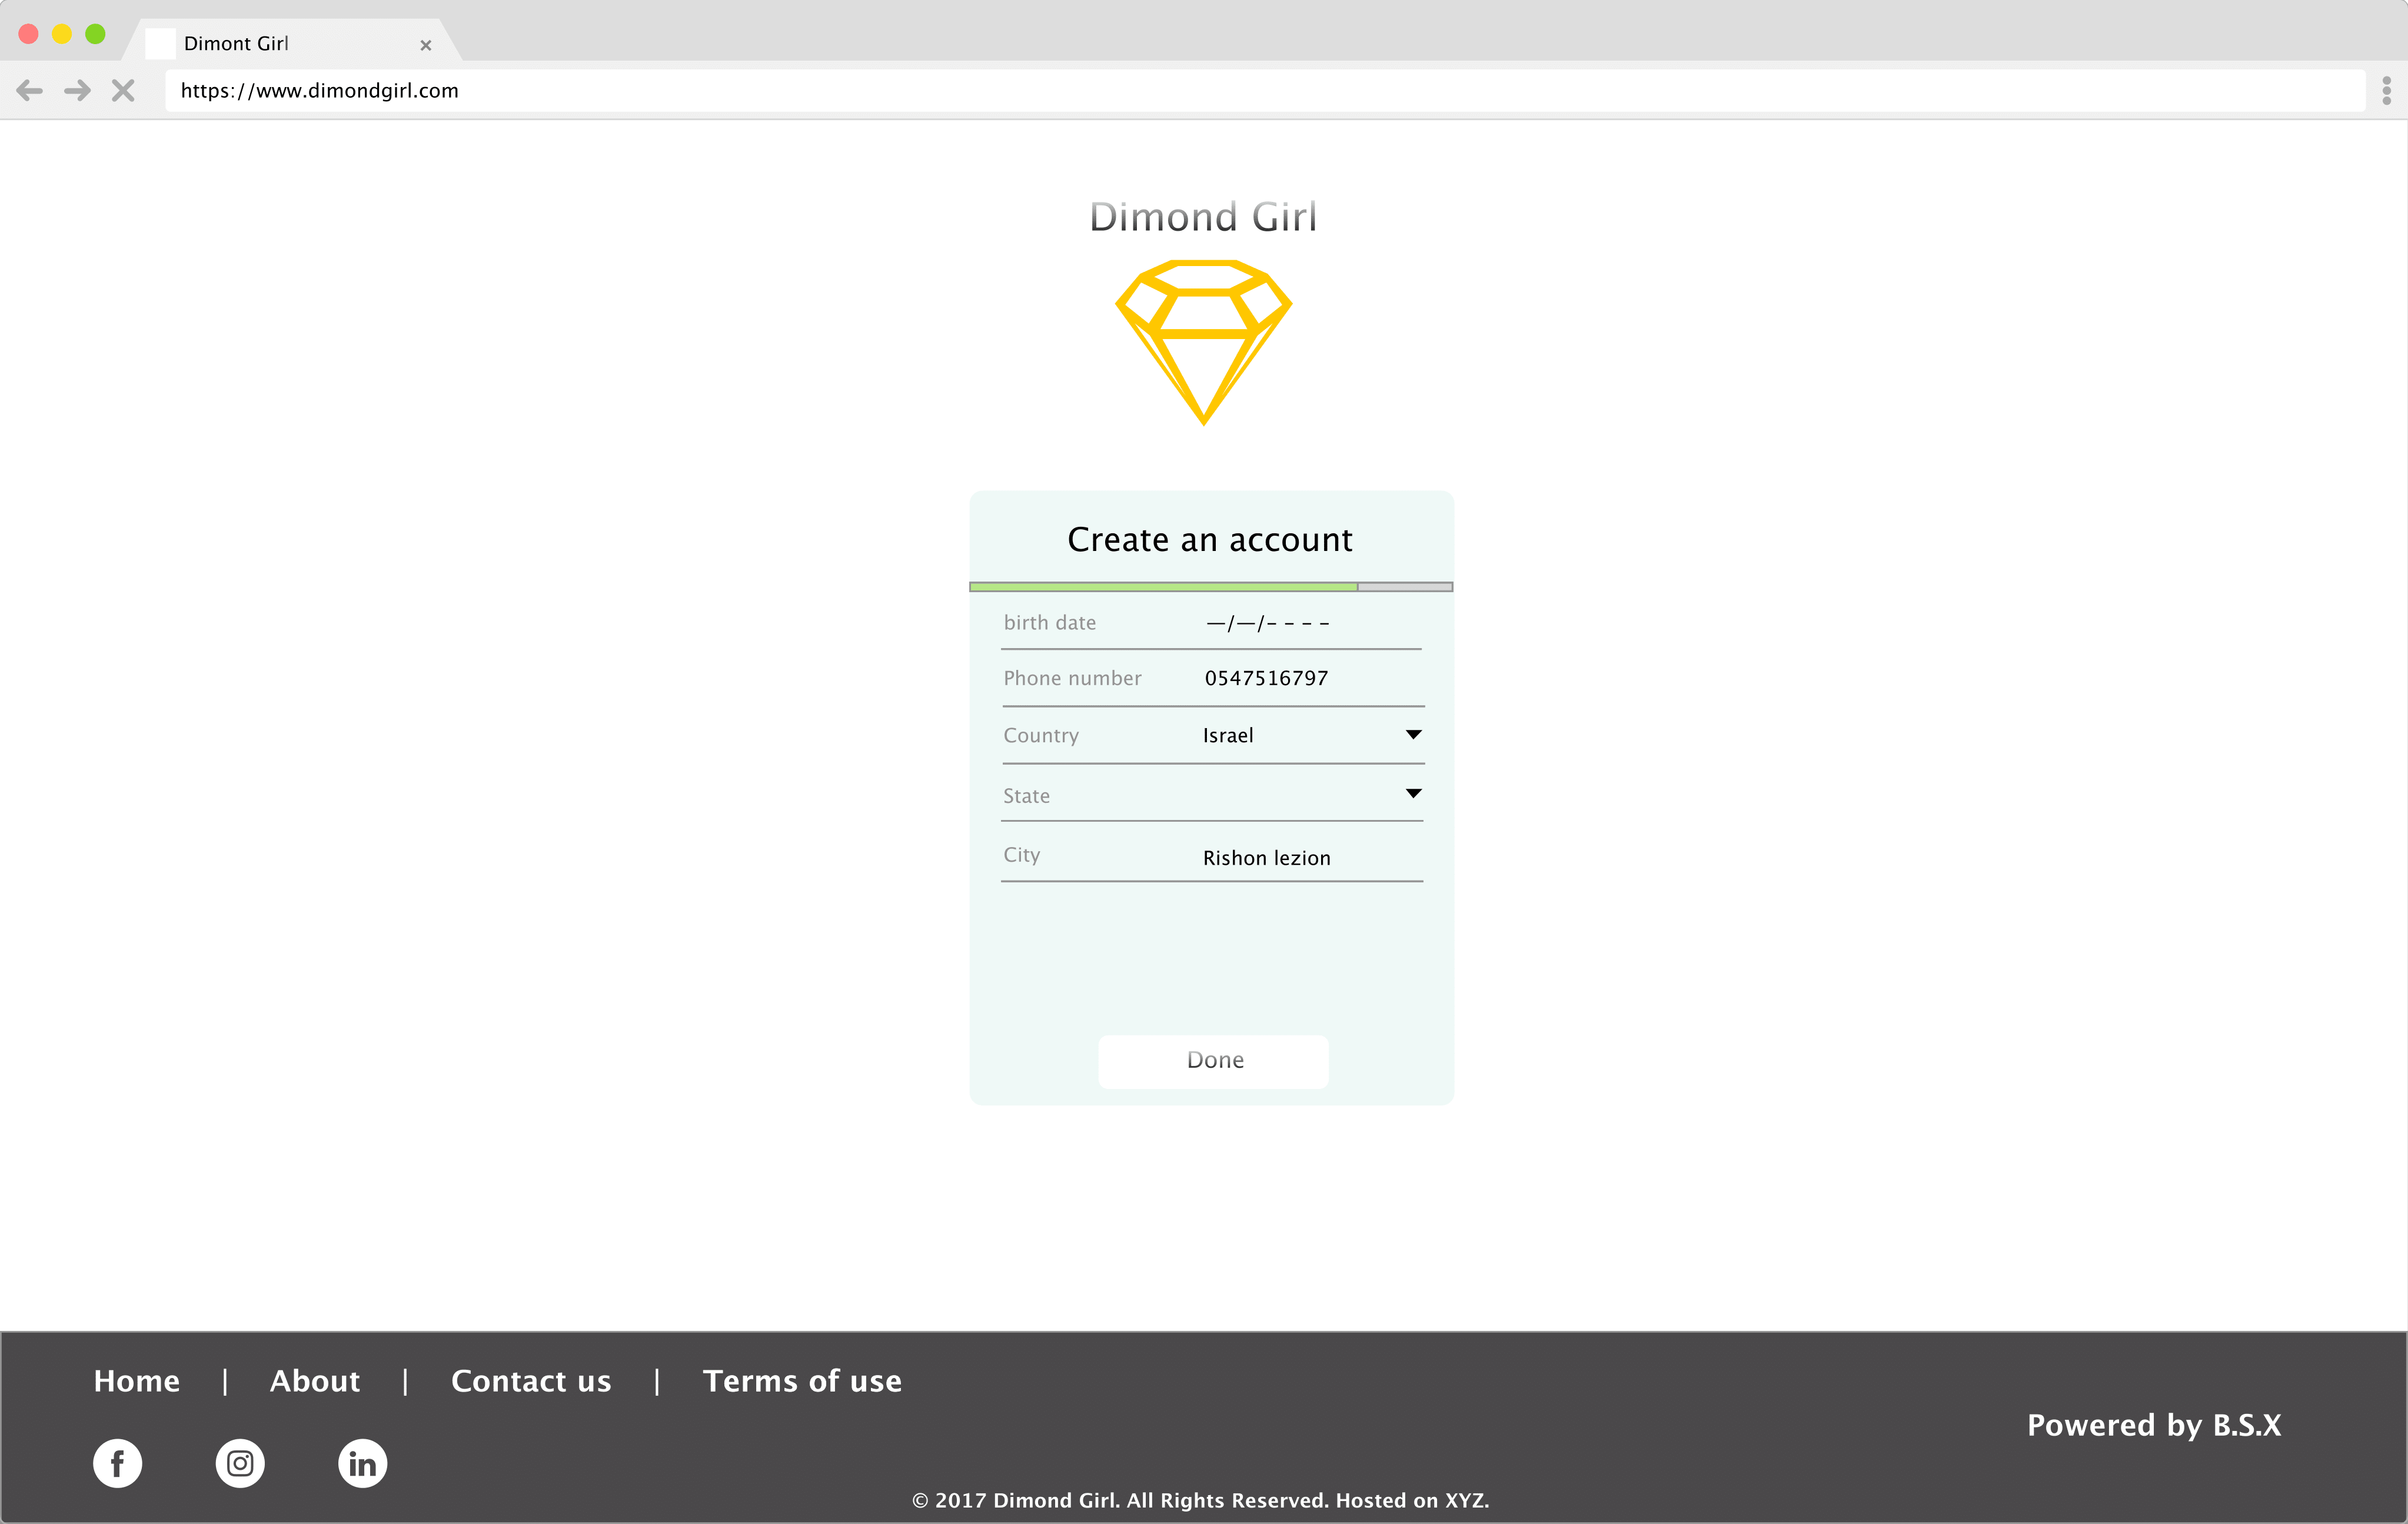 Dimont Girl
https://www.dimondgirl.com
Dimond Girl
Create an account
birth date —/—/– – – –
Phone number 0547516797
Country Israel
State
City Rishon lezion
Done
Home | About | Contact us | Terms of use
Powered by B.S.X
© 2017 Dimond Girl. All Rights Reserved. Hosted on XYZ.